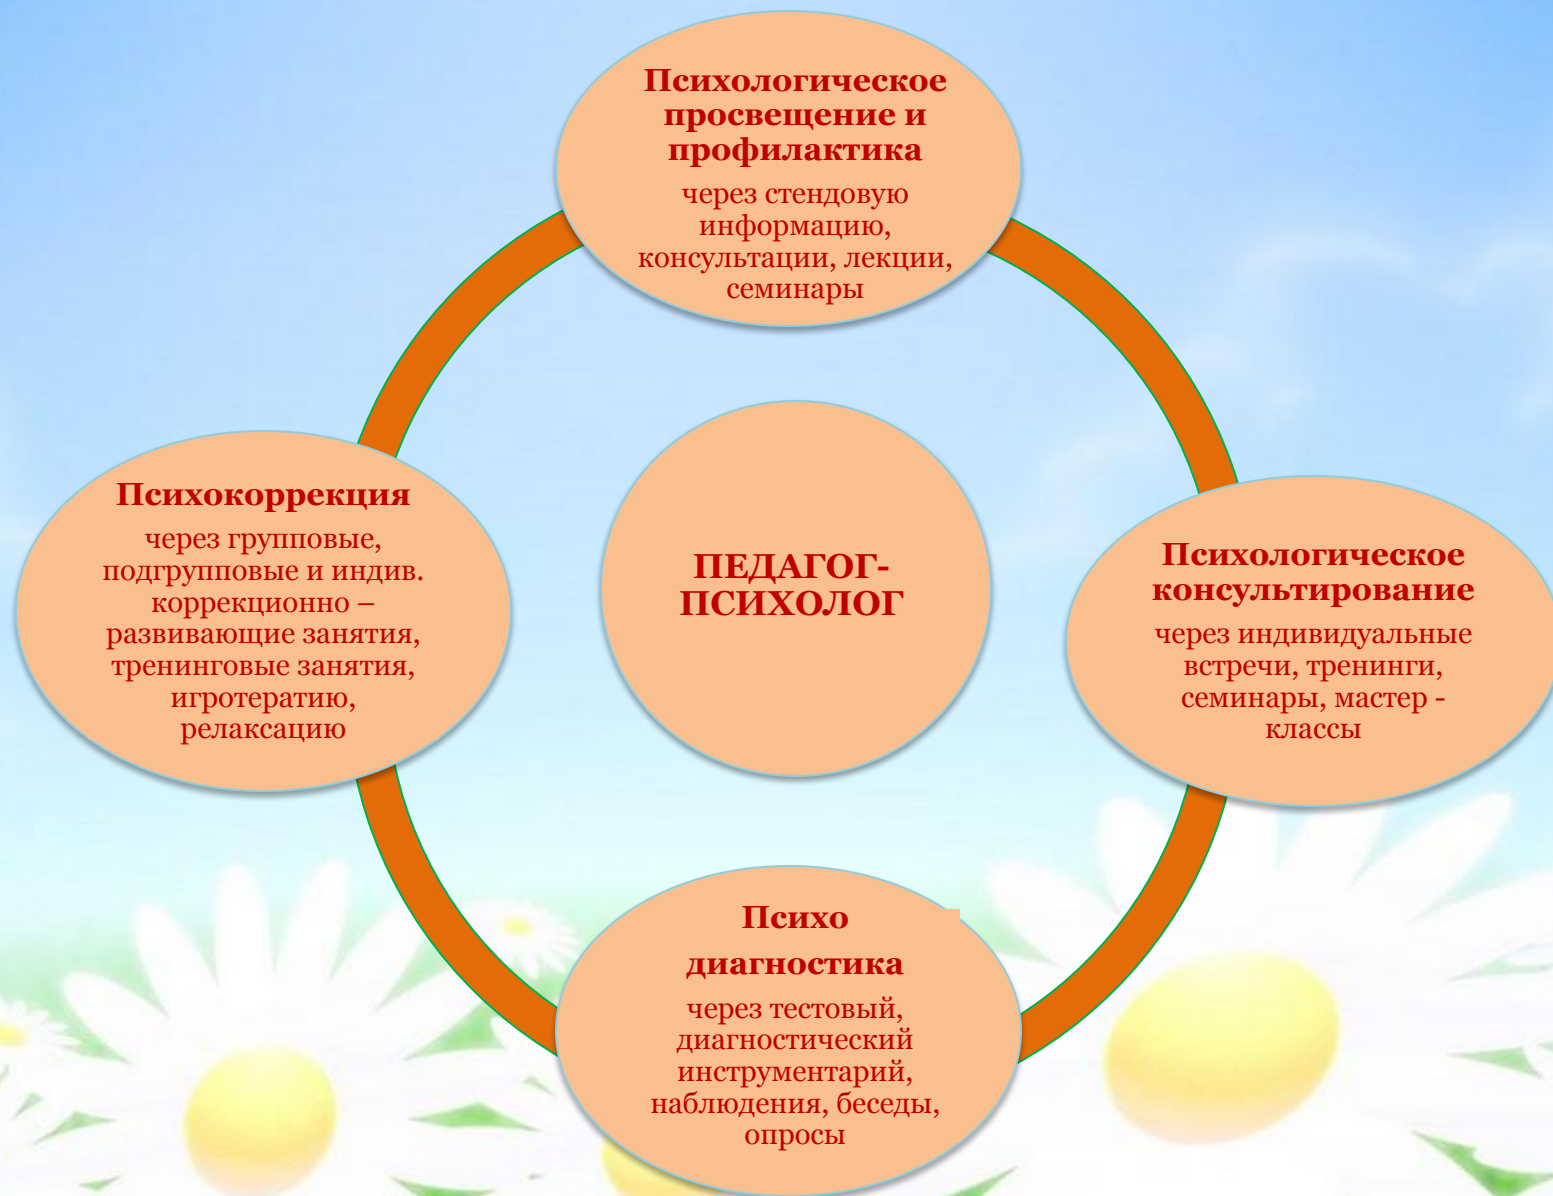 Психологическое
просвещение и
профилактика
через стендовую
информацию,
консультации, лекции,
семинары
Психокоррекция
через групповые,
подгрупповые и индив.
коррекционно –
развивающие занятия,
тренинговые занятия,
игротератию,
релаксацию
ПЕДАГОГ-
ПСИХОЛОГ
Психологическое
консультирование
через индивидуальные
встречи, тренинги,
семинары, мастер -
классы
Психо
диагностика
через тестовый,
диагностический
инструментарий,
наблюдения, беседы,
опросы